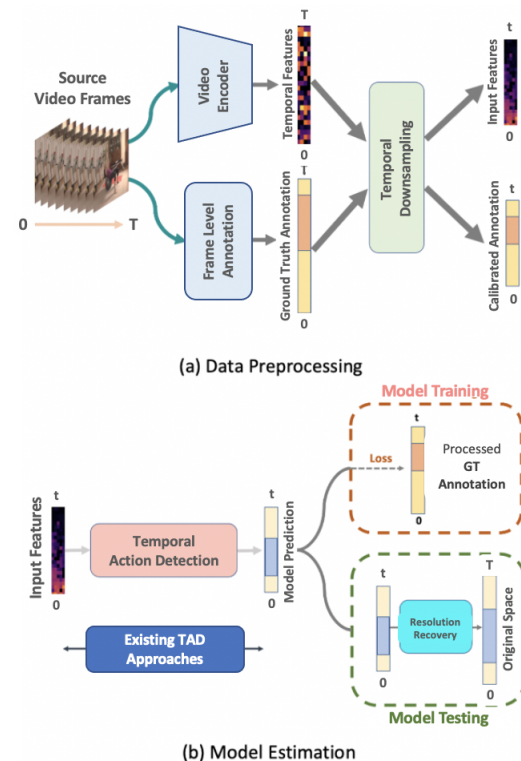 T
t
Source
Video Frames
Video
Encoder
Temporal Features
Input Features
0
0
Temporal
Downsampling
T
t
0
T
Frame Level
Annotation
Ground Truth Annotation
Calibrated Annotation
0
0
(a) Data Preprocessing
Model Training
t
Loss
Processed
GT
Annotation
0
t
t
Input Features
Temporal
Action Detection
Model Prediction
0
0
t
T
Existing TAD
Approaches
Resolution
Recovery
Original Space
0
0
Model Testing
(b) Model Estimation